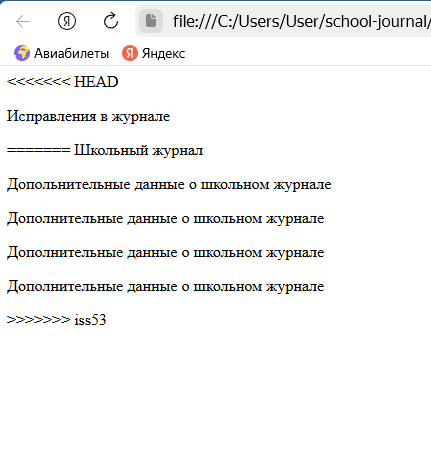 file:///C:/Users/User/school-journal/
Авиабилеты Я Яндекс
<<<<<<< HEAD
Исправления в журнале
======= Школьный журнал
Допольнительные данные о школьном журнале
Дополнительные данные о школьном журнале
Дополнительные данные о школьном журнале
Дополнительные данные о школьном журнале
>>>>>>> iss53